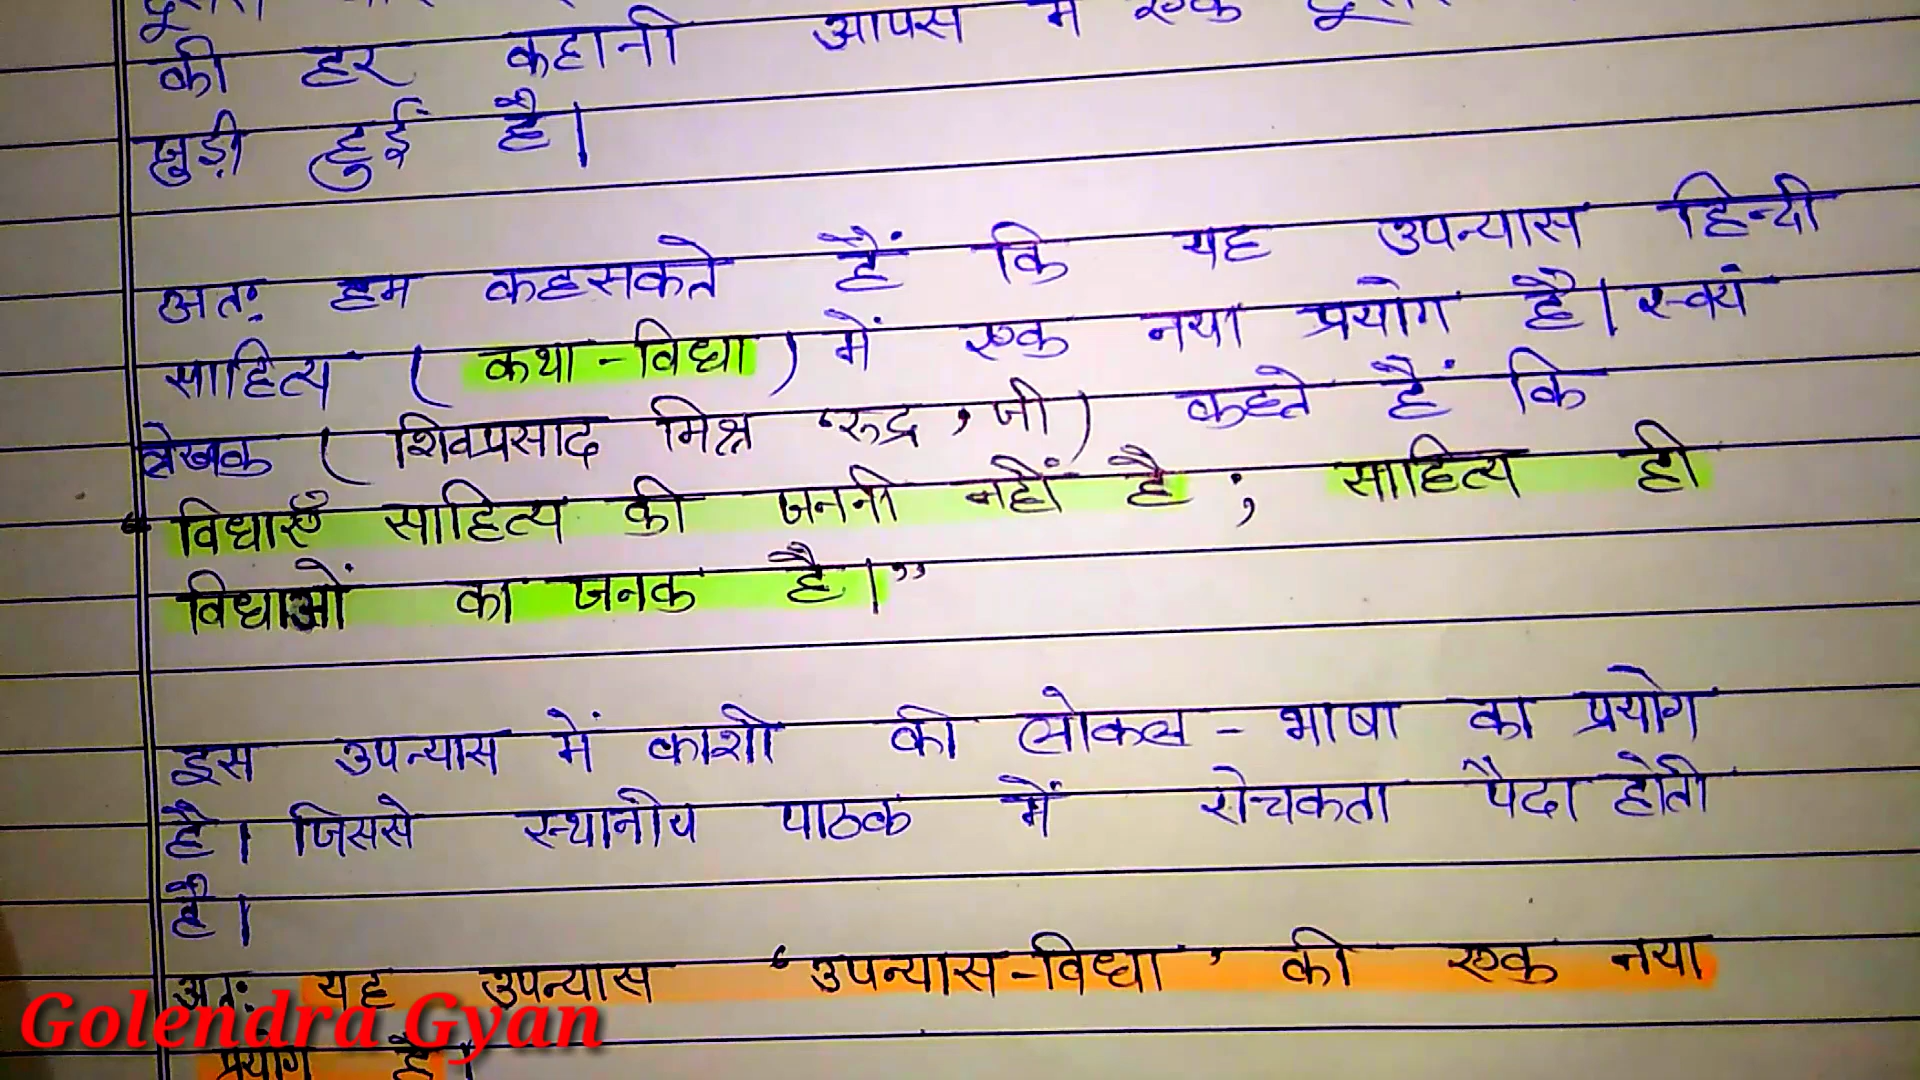 की हर कहानी आपस में एक
जुड़ी हुई है।
अतः हम कहसकते हैं कि यह उपन्यास हिन्दी
साहित्य ( कथा-विधा ) में एक नया प्रयोग है। स्वयं
लेखक ( शिवप्रसाद मिश्र 'रुद्र' जी ) कहते हैं कि
“विधाएँ साहित्य की जननी नहीं है ; साहित्य ही
विधाओं का जनक है।”
इस उपन्यास में काशी की लोकल - भाषा का प्रयोग
है। जिससे स्थानीय पाठक में रोचकता पैदा होती
है।
अतः यह उपन्यास ‘उपन्यास-विधा’ की एक नया
प्रयोग है।
Golendra Gyan